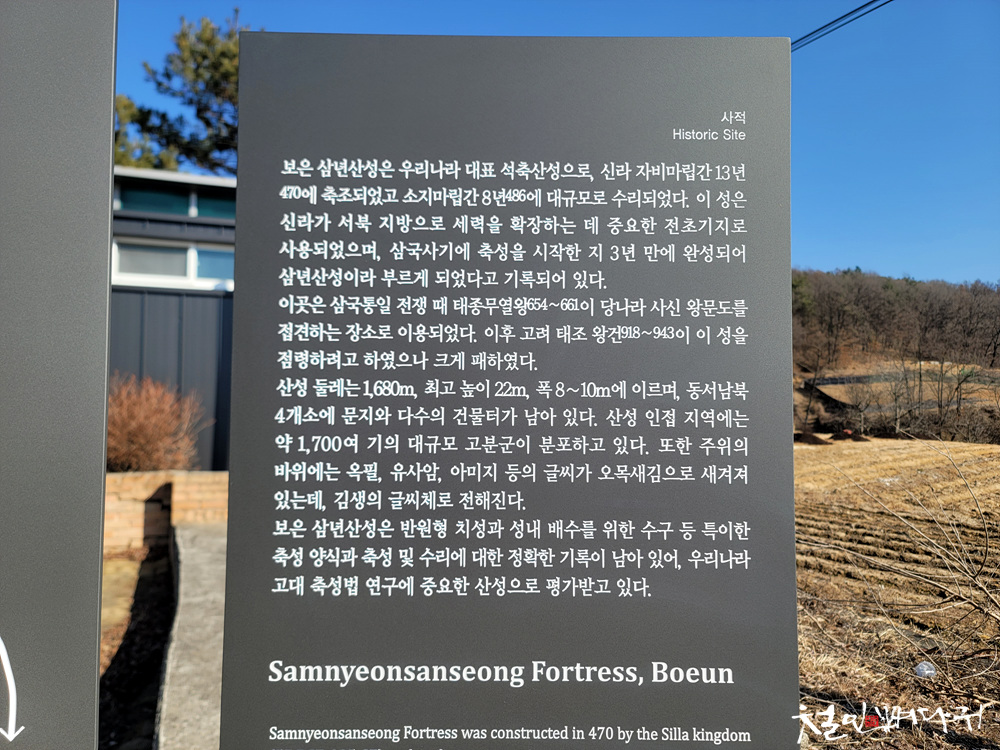 사적
Historic Site
보은 삼년산성은 우리나라 대표 석축산성으로, 신라 자비마립간 13년
470에 축조되었고 소지마립간 8년486에 대규모로 수리되었다. 이 성은
신라가 서북 지방으로 세력을 확장하는 데 중요한 전초기지로
사용되었으며, 삼국사기에 축성을 시작한 지 3년 만에 완성되어
삼년산성이라 부르게 되었다고 기록되어 있다.
이곳은 삼국통일 전쟁 때 태종무열왕654~661이 당나라 사신 왕문도를
접견하는 장소로 이용되었다. 이후 고려 태조 왕건918~943이 이 성을
점령하려고 하였으나 크게 패하였다.
산성 둘레는 1,680m, 최고 높이 22m, 폭 8~10m에 이르며, 동서남북
4개소에 문지와 다수의 건물터가 남아 있다. 산성 인접 지역에는
약 1,700여 기의 대규모 고분군이 분포하고 있다. 또한 주위의
바위에는 옥필, 유사암, 아미지 등의 글씨가 오목새김으로 새겨져
있는데, 김생의 글씨체로 전해진다.
보은 삼년산성은 반원형 치성과 성내 배수를 위한 수구 등 특이한
축성 양식과 축성 및 수리에 대한 정확한 기록이 남아 있어, 우리나라
고대 축성법 연구에 중요한 산성으로 평가받고 있다.
Samnyeonsanseong Fortress, Boeun
Samnyeonsanseong Fortress was constructed in 470 by the Silla kingdom